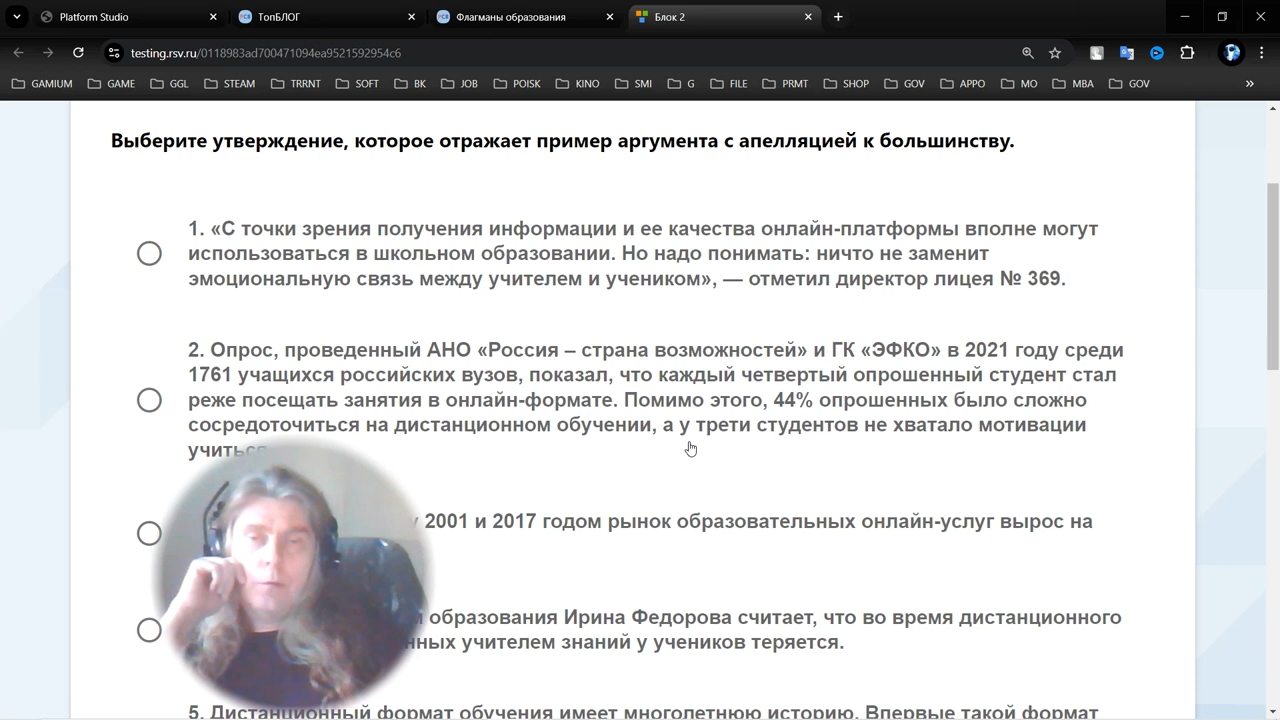 Platform Studio
ТопБЛОГ
Флагманы образования
Блок 2
testing.rsv.ru/0118983ad700471094ea9521592954c6
GAMIUM
GAME
GGL
STEAM
TRRNT
SOFT
BK
JOB
POISK
KINO
SMI
G
FILE
PRMT
SHOP
GOV
APPO
MO
MBA
GOV
Выберите утверждение, которое отражает пример аргумента с апелляцией к большинству.
1. «С точки зрения получения информации и ее качества онлайн-платформы вполне могут
использоваться в школьном образовании. Но надо понимать: ничто не заменит
эмоциональную связь между учителем и учеником», — отметил директор лицея № 369.
2. Опрос, проведенный АНО «Россия – страна возможностей» и ГК «ЭФКО» в 2021 году среди
1761 учащихся российских вузов, показал, что каждый четвертый опрошенный студент стал
реже посещать занятия в онлайн-формате. Помимо этого, 44% опрошенных было сложно
сосредоточиться на дистанционном обучении, а у трети студентов не хватало мотивации
учиться
2001 и 2017 годом рынок образовательных онлайн-услуг вырос на
образования Ирина Федорова считает, что во время дистанционного
учителем знаний у учеников теряется.
5. Дистанционный формат обучения имеет многолетнюю историю. Впервые такой формат